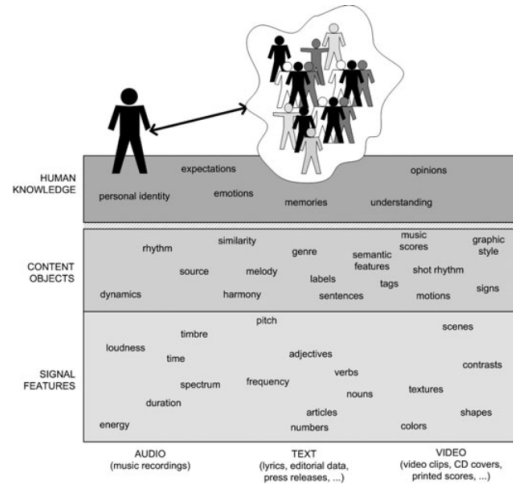 HUMAN
KNOWLEDGE
expectations
opinions
personal identity
emotions
memories
understanding
CONTENT
OBJECTS
rhythm
similarity
genre
semantic
features
music
scores
graphic
style
source
melody
labels
tags
shot rhythm
signs
dynamics
harmony
sentences
motions
SIGNAL
FEATURES
pitch
scenes
loudness
timbre
time
adjectives
contrasts
spectrum
frequency
verbs
nouns
textures
duration
articles
shapes
energy
numbers
colors
AUDIO
(music recordings)
TEXT
(lyrics, editorial data,
press releases, ...)
VIDEO
(video clips, CD covers,
printed scores, ...)